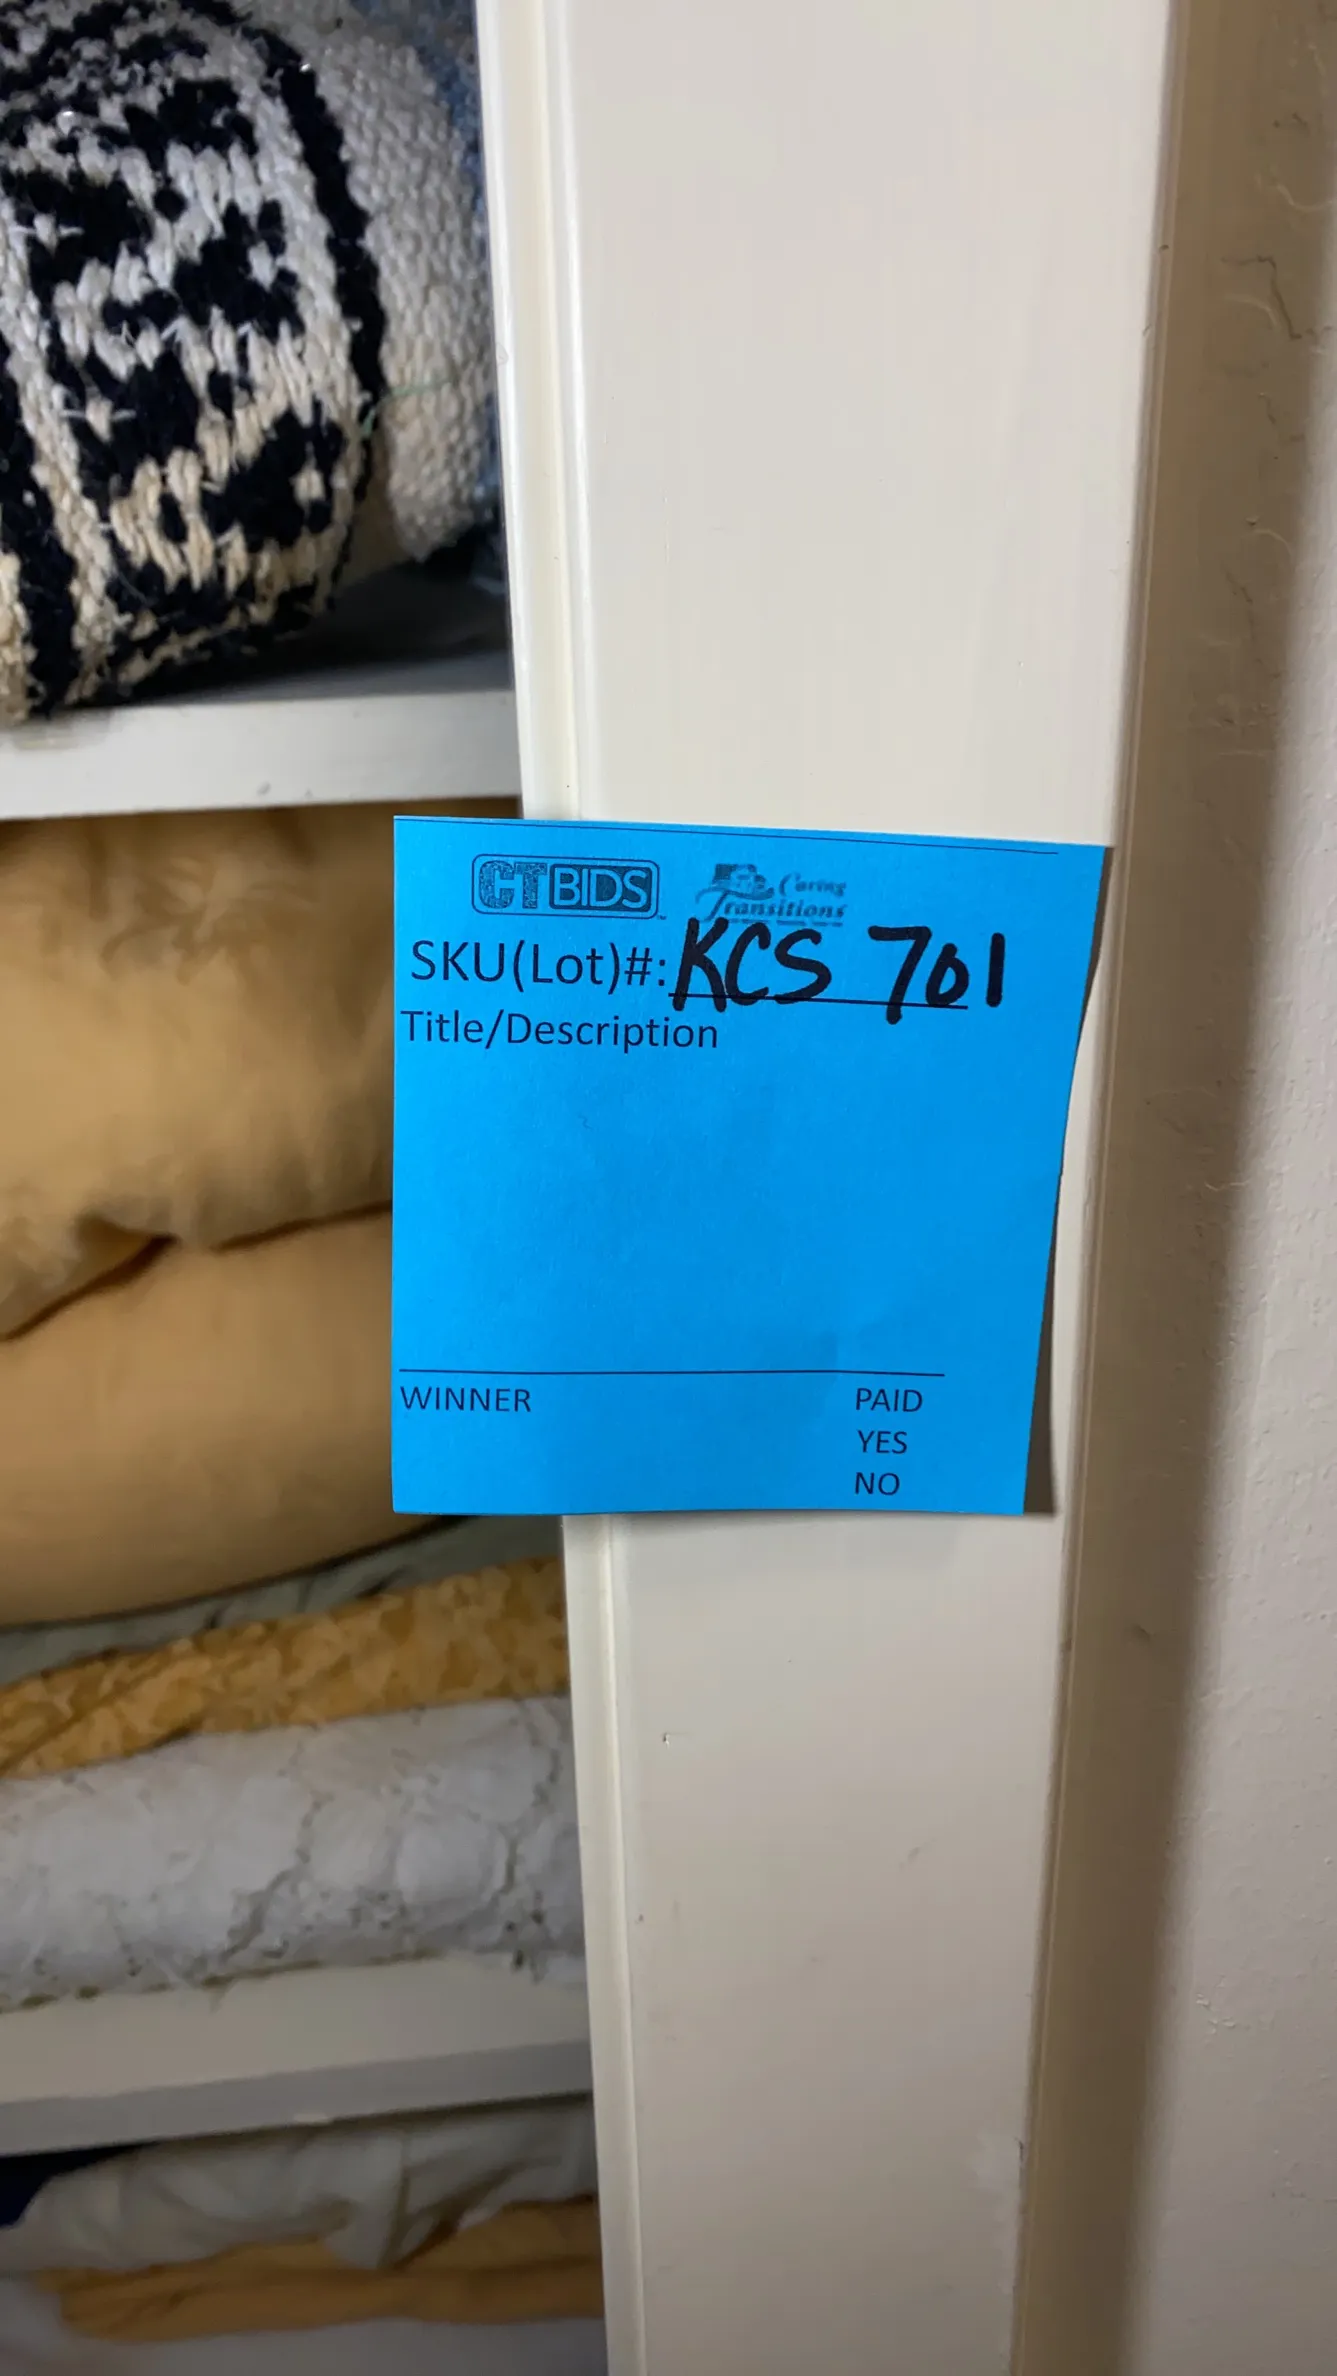 CTBIDS Caring Transitions
SKU(Lot)#: KCS 701
Title/Description
WINNER PAID
YES
NO